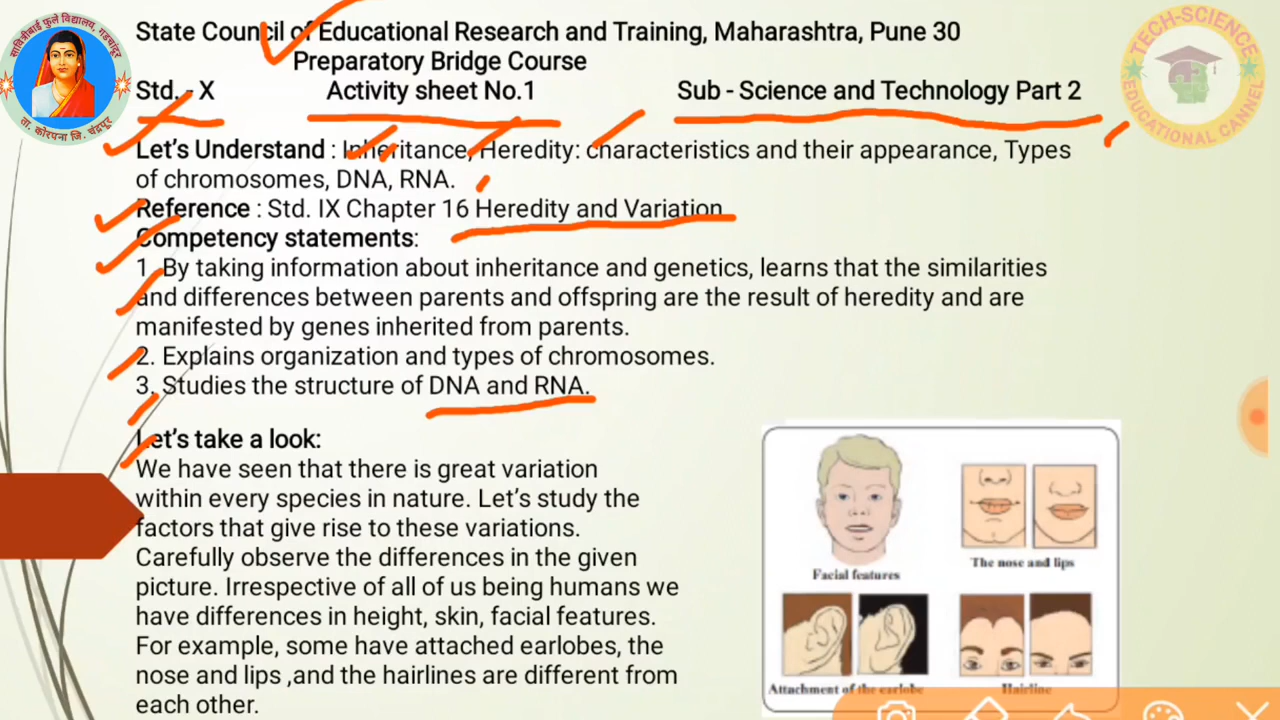 State Council of Educational Research and Training, Maharashtra, Pune 30
Preparatory Bridge Course
Std. - X Activity sheet No.1 Sub - Science and Technology Part 2
Let's Understand : Inheritance, Heredity: characteristics and their appearance, Types
of chromosomes, DNA, RNA.
Reference : Std. IX Chapter 16 Heredity and Variation
Competency statements:
1. By taking information about inheritance and genetics, learns that the similarities
and differences between parents and offspring are the result of heredity and are
manifested by genes inherited from parents.
2. Explains organization and types of chromosomes.
3. Studies the structure of DNA and RNA.
Let's take a look:
We have seen that there is great variation
within every species in nature. Let's study the
factors that give rise to these variations.
Carefully observe the differences in the given
picture. Irrespective of all of us being humans we
have differences in height, skin, facial features.
For example, some have attached earlobes, the
nose and lips ,and the hairlines are different from
each other.
Facial features
The nose and lips
Attachment of the earlobe
Hairline
सावित्रीबाई फुले विद्यालय, गडचांदूर
ता. कोरपना जि. चंद्रपूर
TECH-SCIENCE
EDUCATIONAL CANNEL